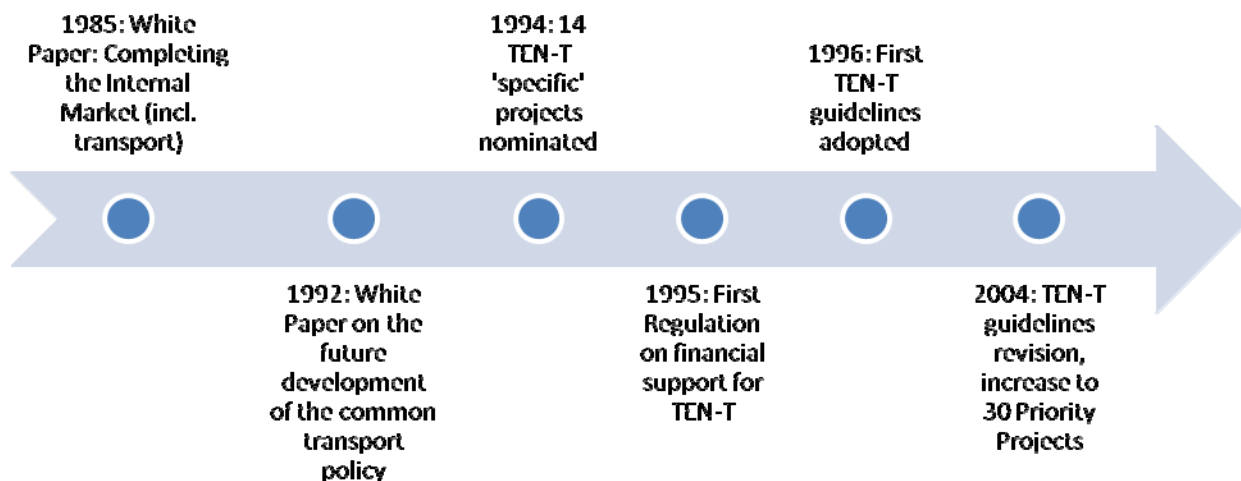 1985: White
Paper: Completing
the Internal
Market (incl.
transport)
1992: White
Paper on the
future
development
of the common
transport
policy
1994: 14
TEN-T
'specific'
projects
nominated
1995: First
Regulation
on financial
support for
TEN-T
1996: First
TEN-T
guidelines
adopted
2004: TEN-T
guidelines
revision,
increase to
30 Priority
Projects